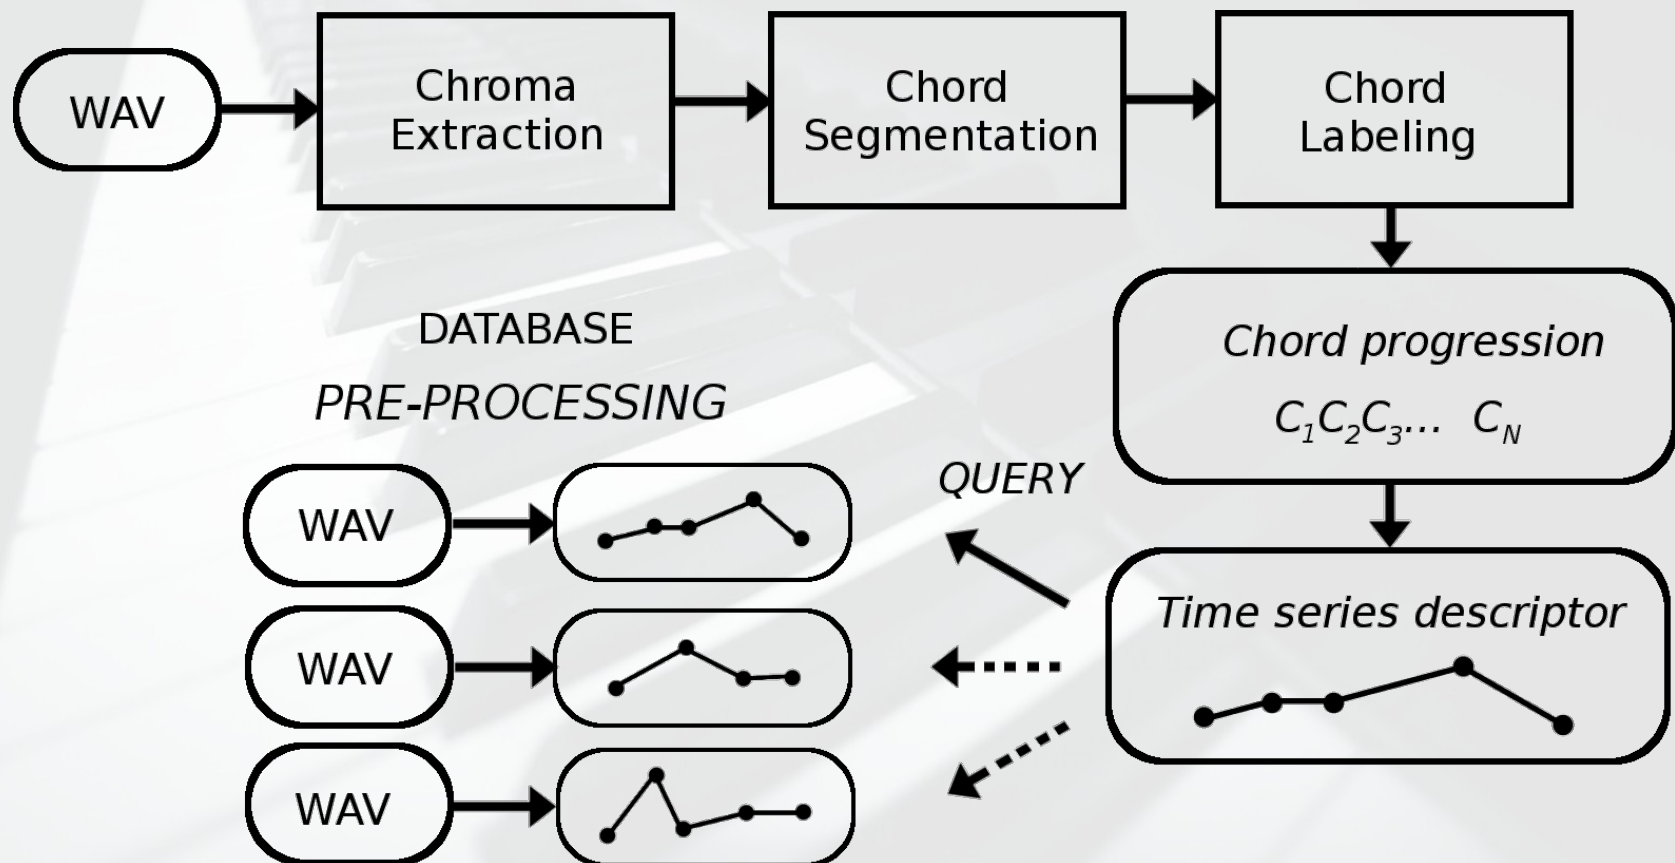 WAV
Chroma
Extraction
Chord
Segmentation
Chord
Labeling
Chord progression
C₁C₂C₃... C_N
DATABASE
PRE-PROCESSING
QUERY
Time series descriptor
WAV
WAV
WAV